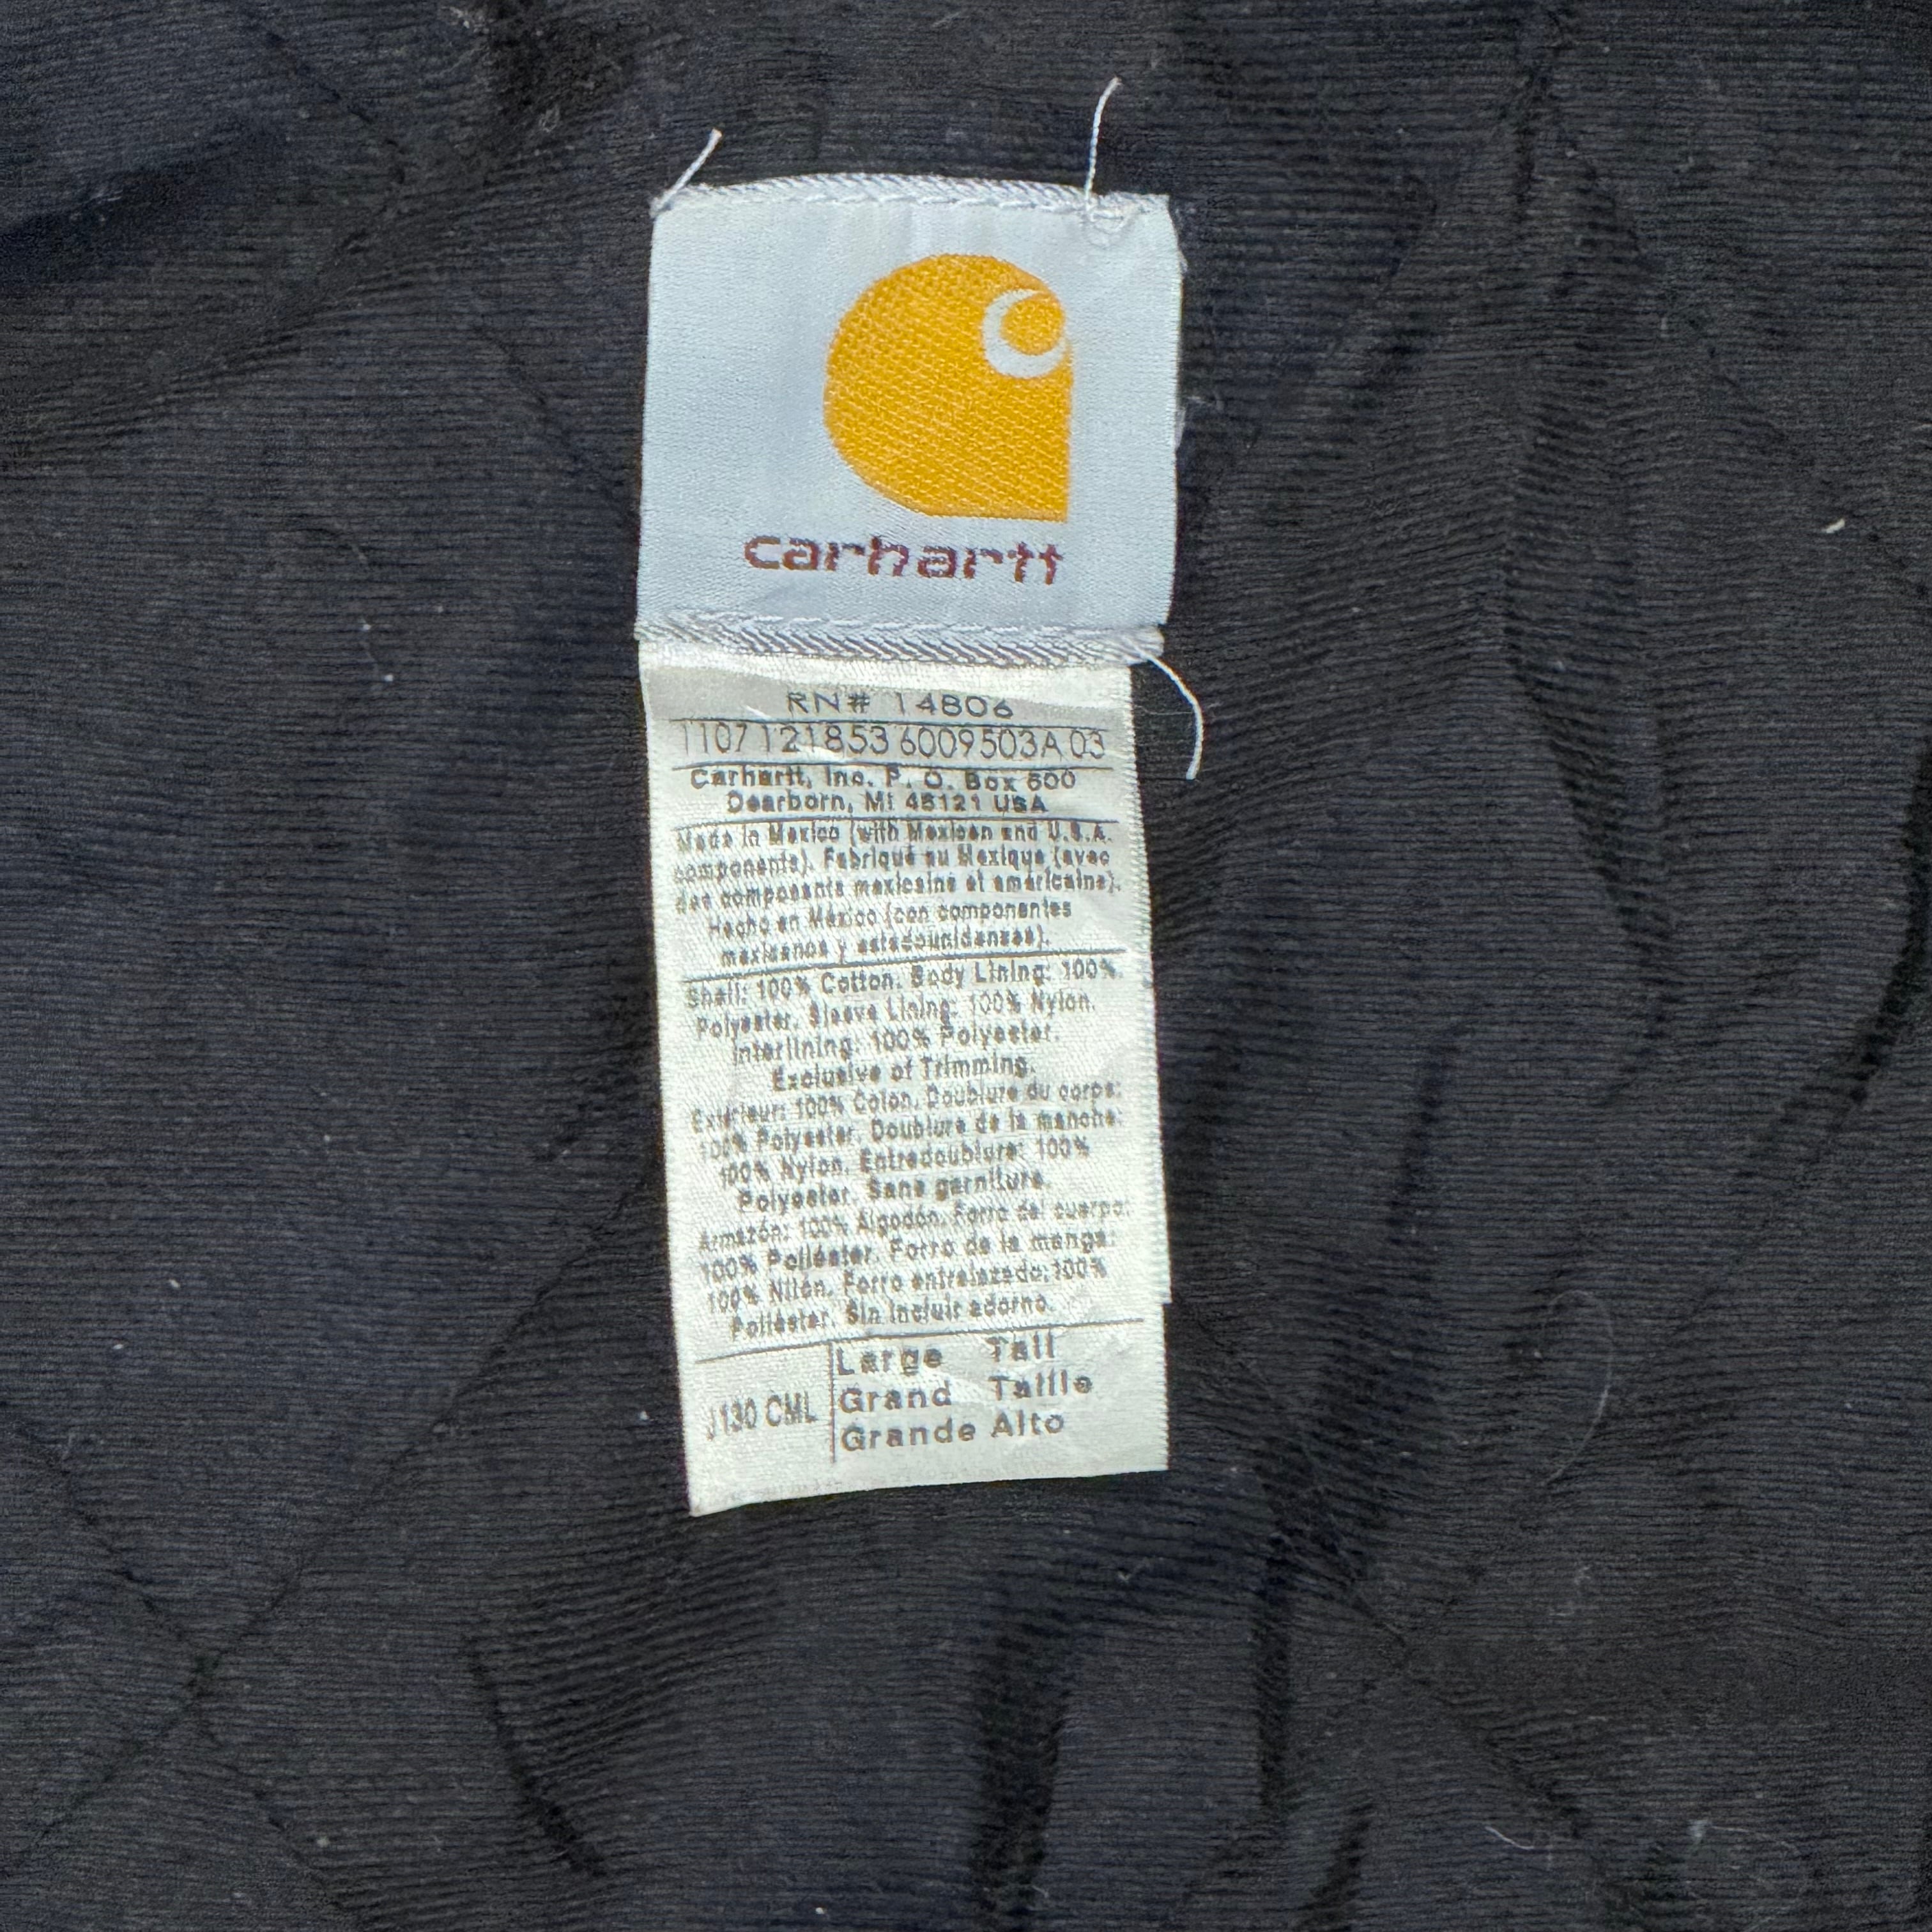 carhartt
RN# 14806
1107 121853 6009503A 03
Carhartt, Inc. P. O. Box 600
Dearborn, MI 48121 USA
Made in Mexico (with Mexican and U.S.A.
components). Fabriqué au Mexique (avec
des composants mexicains et américains).
Hecho en México (con componentes
mexicanos y estadounidenses).
Shell: 100% Cotton. Body Lining: 100%
Polyester. Sleeve Lining: 100% Nylon.
Interlining: 100% Polyester.
Exclusive of Trimming.
Extérieur: 100% Coton. Doublure du corps:
100% Polyester. Doublure de la manche:
100% Nylon. Entredoublure: 100%
Polyester. Sans garniture.
Armazón: 100% Algodón. Forro del cuerpo:
100% Poliéster. Forro de la manga:
100% Nilón. Forro entrelazado: 100%
Poliéster. Sin incluir adorno.
J130 CML
Large Tall
Grand Taille
Grande Alto